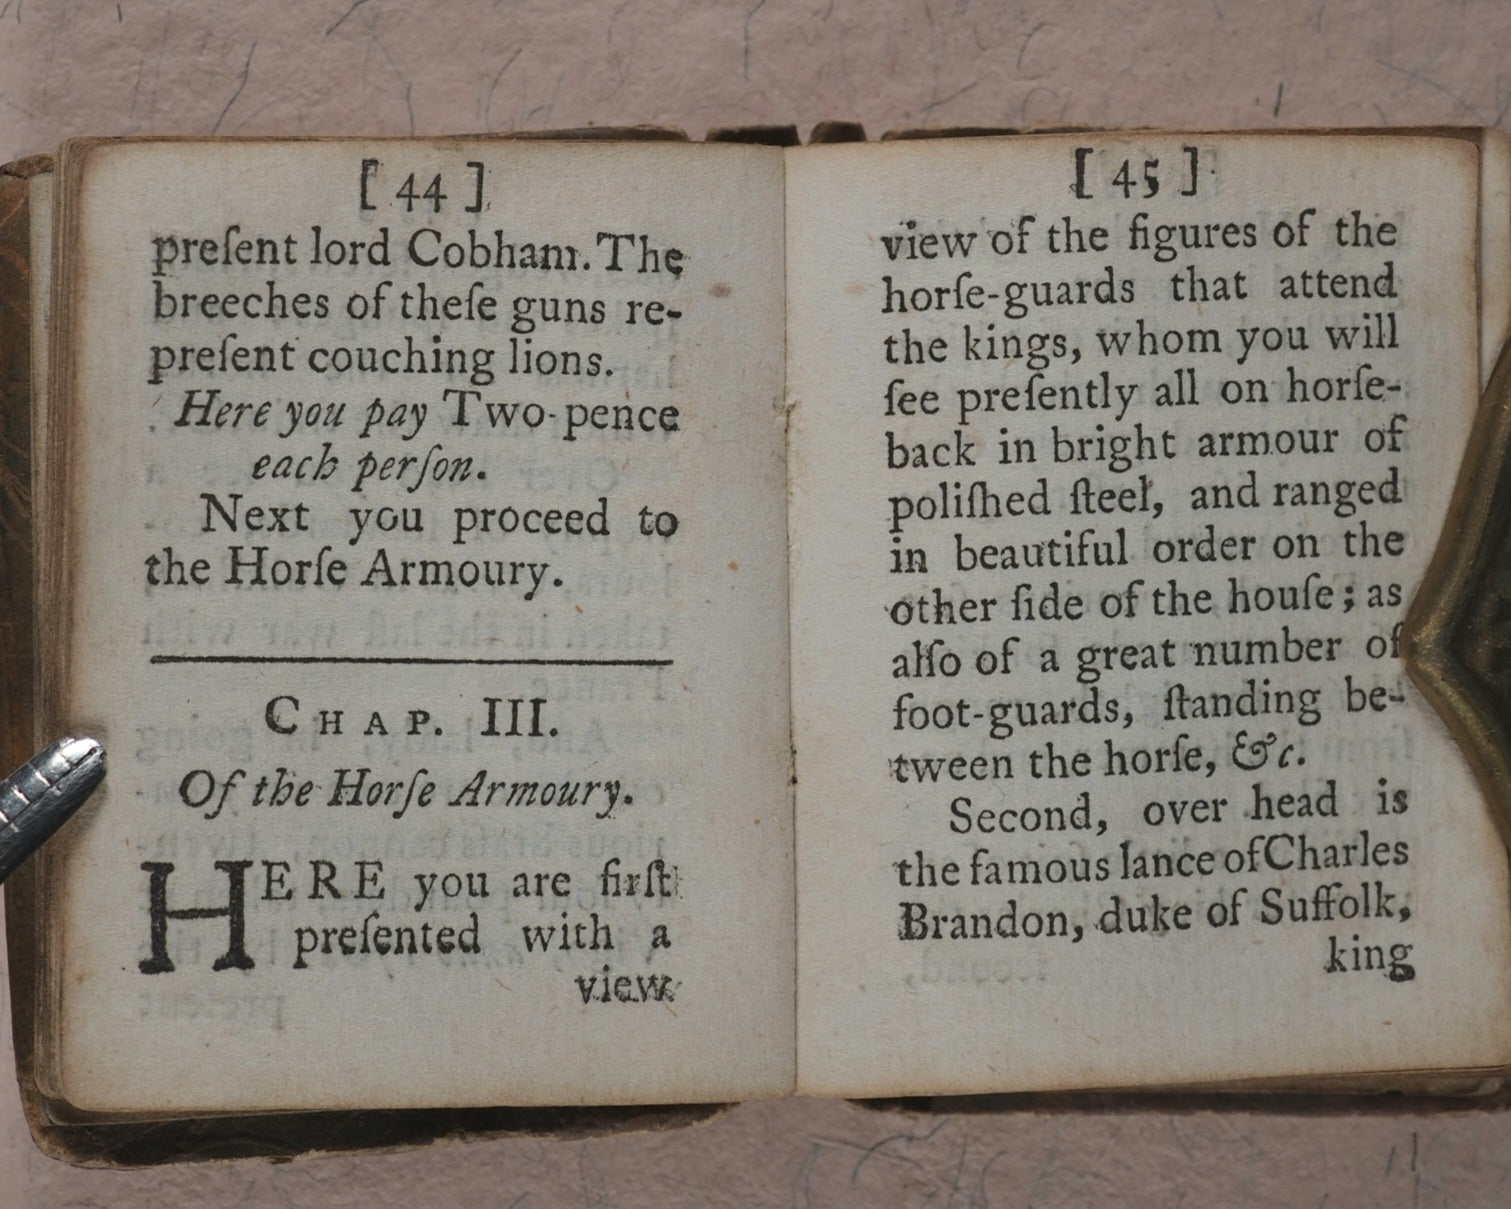 [ 44 ]
preſent lord Cobham. The
breeches of theſe guns re-
preſent couching lions.
Here you pay Two-pence
each perſon.
Next you proceed to
the Horſe Armoury.
CHAP. III.
Of the Horſe Armoury.
HERE you are firſt
preſented with a
view
[ 45 ]
view of the figures of the
horſe-guards that attend
the kings, whom you will
ſee preſently all on horſe-
back in bright armour of
poliſhed ſteel, and ranged
in beautiful order on the
other ſide of the houſe; as
alſo of a great number of
foot-guards, ſtanding be-
tween the horſe, &c.
Second, over head is
the famous lance of Charles
Brandon, duke of Suffolk,
king